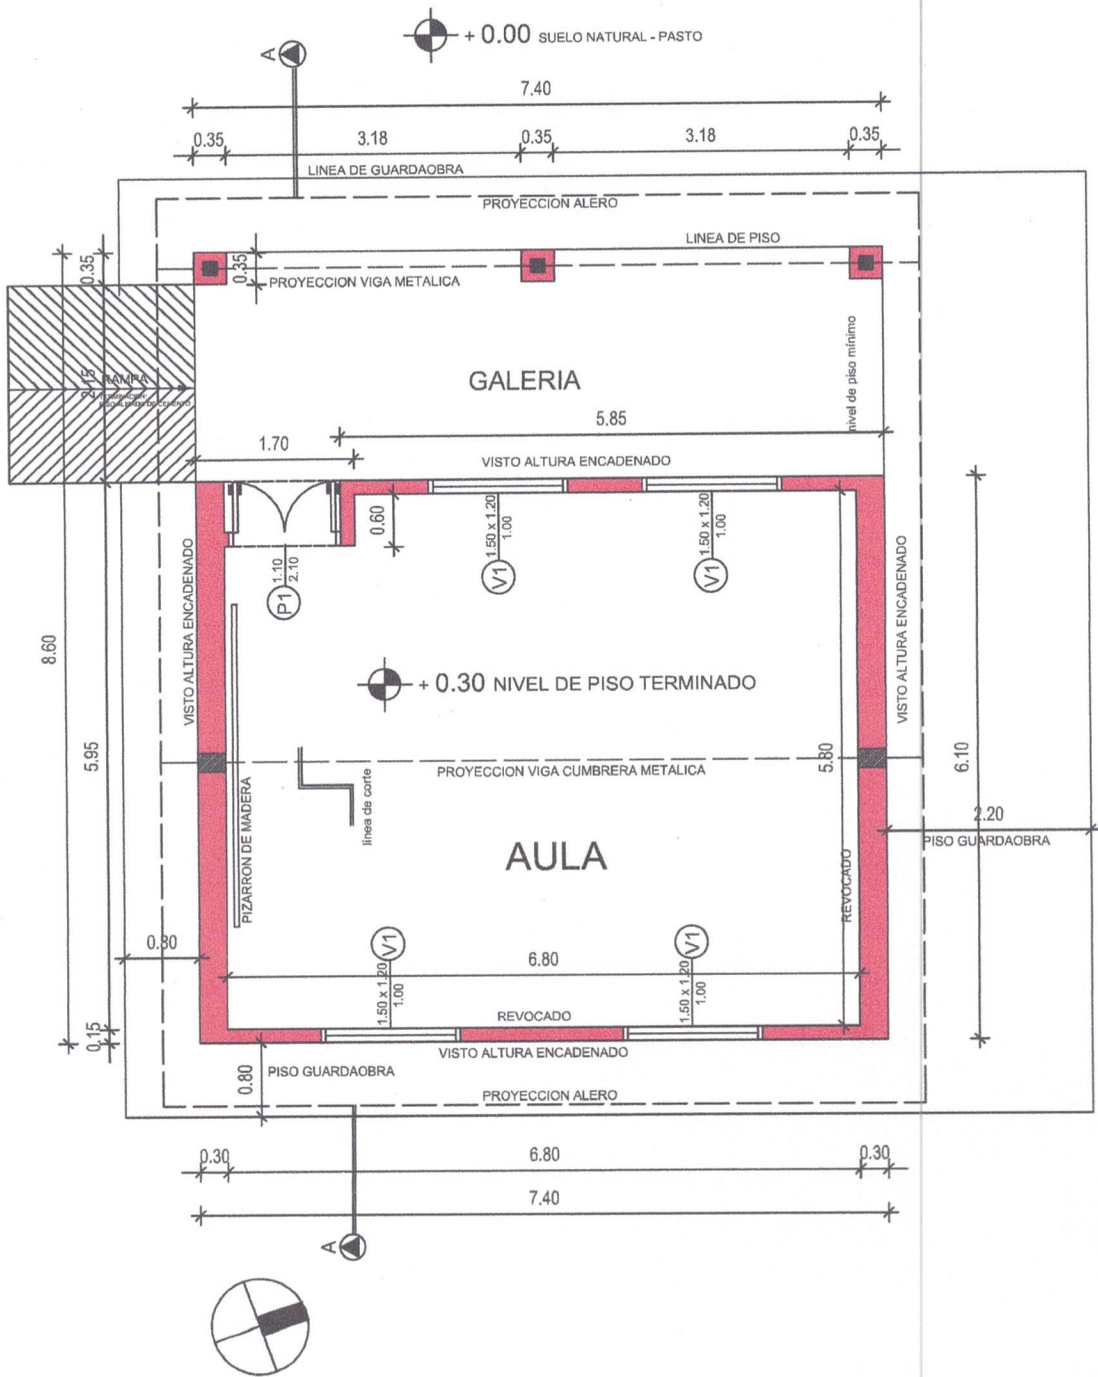 + 0.00 SUELO NATURAL - PASTO
A
7.40
0.35
3.18
0.35
3.18
0.35
LINEA DE GUARDAOBRA
PROYECCION ALERO
LINEA DE PISO
0.35
0.35
PROYECCION VIGA METALICA
nivel de piso mínimo
RAMPA
2.15
GALERIA
5.85
1.70
VISTO ALTURA ENCADENADO
0.60
1.50 x 1.20
1.00
V1
1.50 x 1.20
1.00
V1
P1
1.10
2.10
VISTO ALTURA ENCADENADO
VISTO ALTURA ENCADENADO
8.60
+ 0.30 NIVEL DE PISO TERMINADO
5.95
PROYECCION VIGA CUMBRERA METALICA
5.80
6.10
PIZARRON DE MADERA
linea de corte
2.20
PISO GUARDAOBRA
AULA
REVOCADO
0.80
V1
1.50 x 1.20
1.00
6.80
V1
1.50 x 1.20
1.00
REVOCADO
0.15
VISTO ALTURA ENCADENADO
0.80
PISO GUARDAOBRA
PROYECCION ALERO
0.30
6.80
0.30
7.40
A